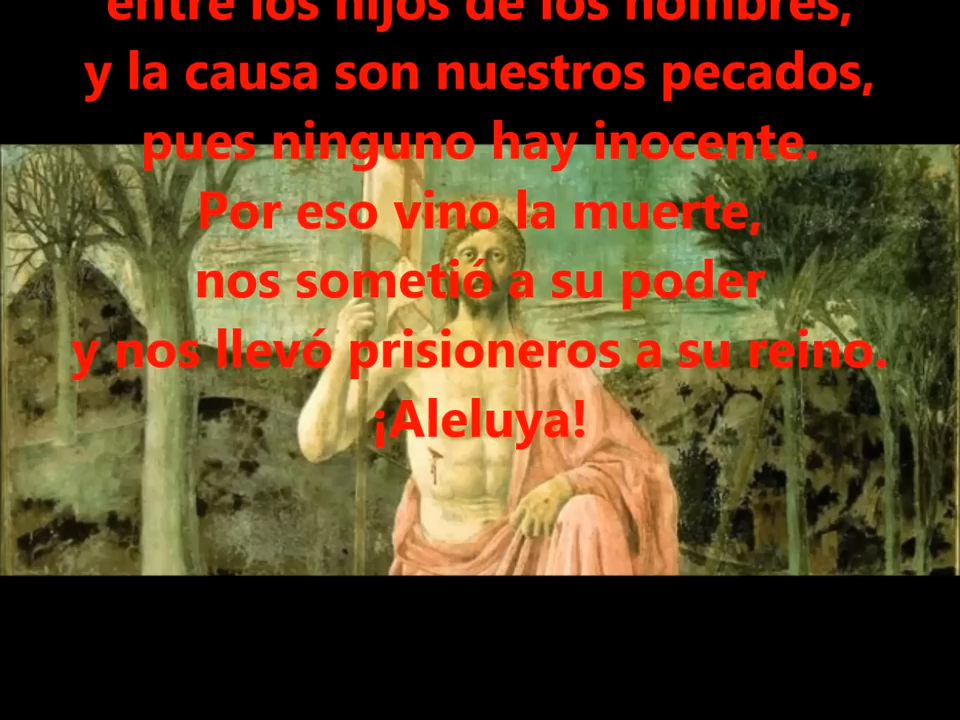 entre los hijos de los hombres,
y la causa son nuestros pecados,
pues ninguno hay inocente.
Por eso vino la muerte,
nos sometió a su poder
y nos llevó prisioneros a su reino.
¡Aleluya!